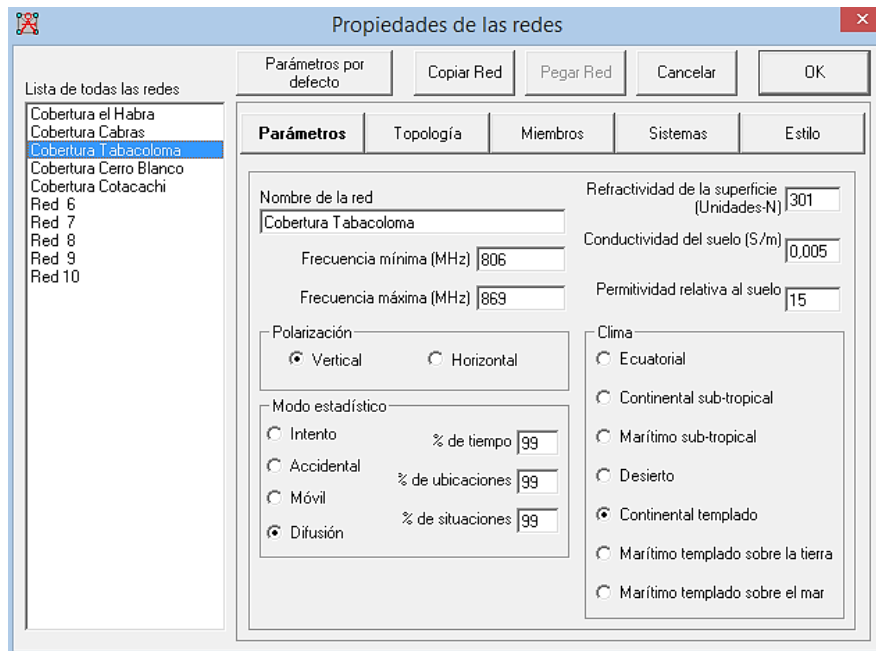 Propiedades de las redes
Lista de todas las redes
Cobertura el Habra
Cobertura Cabras
Cobertura Tabacoloma
Cobertura Cerro Blanco
Cobertura Cotacachi
Red 6
Red 7
Red 8
Red 9
Red 10
Parámetros por
defecto
Copiar Red
Pegar Red
Cancelar
OK
Parámetros
Topología
Miembros
Sistemas
Estilo
Nombre de la red
Cobertura Tabacoloma
Frecuencia mínima (MHz) 806
Frecuencia máxima (MHz) 869
Polarización
Vertical
Horizontal
Modo estadístico
Intento
Accidental
Móvil
Difusión
% de tiempo 99
% de ubicaciones 99
% de situaciones 99
Refractividad de la superficie
(Unidades-N) 301
Conductividad del suelo (S/m) 0,005
Permitividad relativa al suelo 15
Clima
Ecuatorial
Continental sub-tropical
Marítimo sub-tropical
Desierto
Continental templado
Marítimo templado sobre la tierra
Marítimo templado sobre el mar